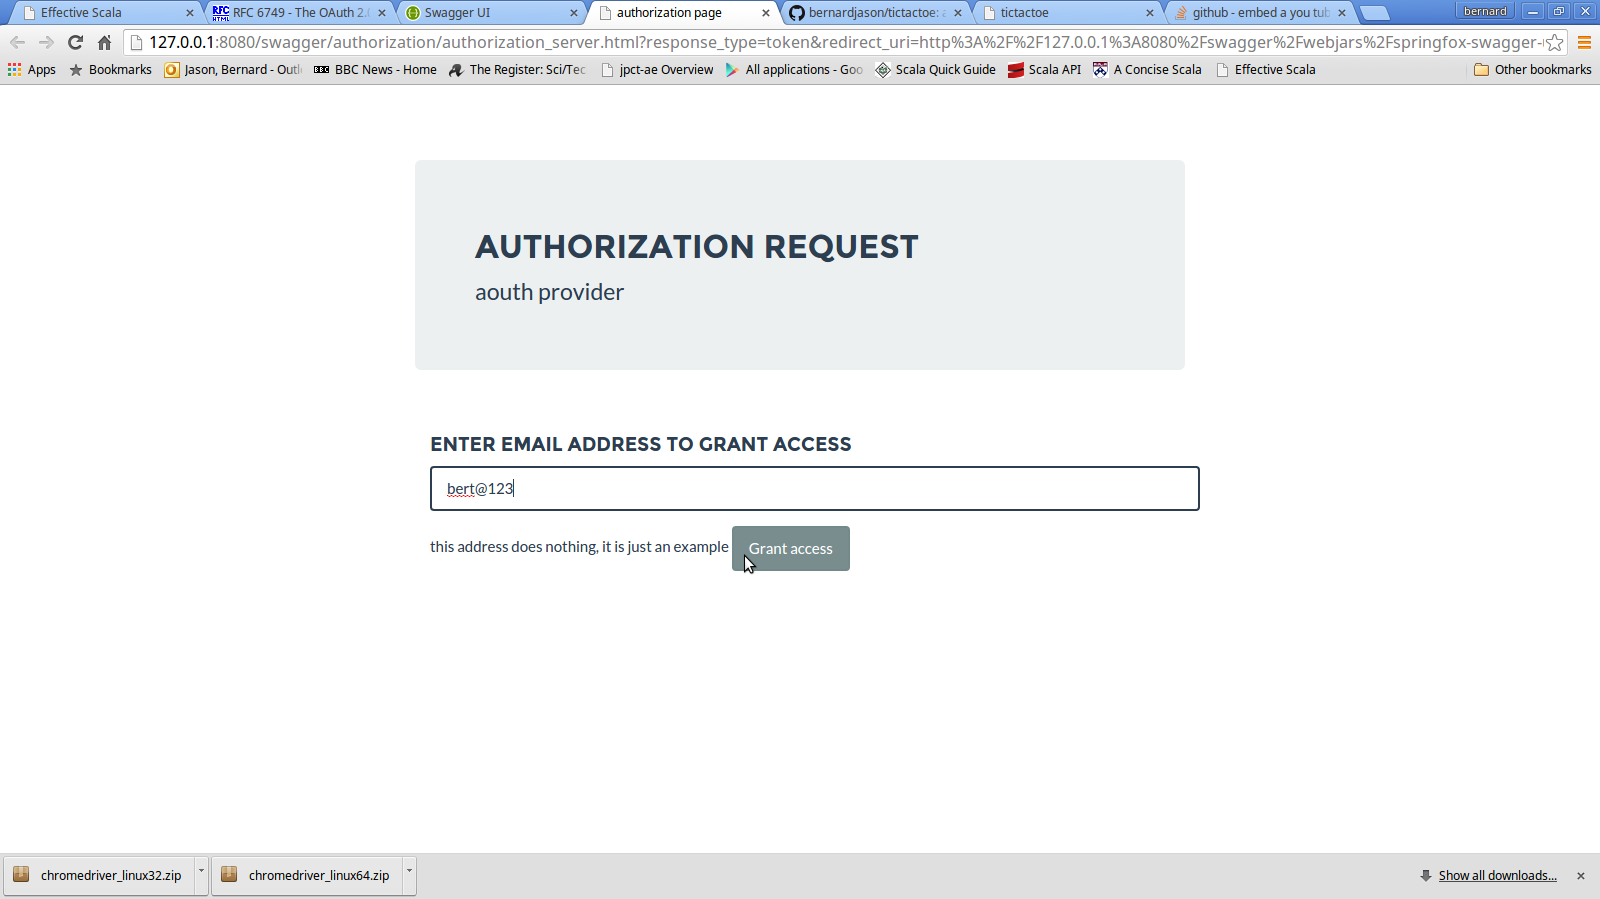 Effective Scala
RFC 6749 - The OAuth 2.
Swagger UI
authorization page
bernardjason/tictactoe: a
tictactoe
github - embed a you tub
bernard
127.0.0.1:8080/swagger/authorization/authorization_server.html?response_type=token&redirect_uri=http%3A%2F%2F127.0.0.1%3A8080%2Fswagger%2Fwebjars%2Fspringfox-swagger-
Apps
Bookmarks
Jason, Bernard - Outl
BBC News - Home
The Register: Sci/Tec
jpct-ae Overview
All applications - Goo
Scala Quick Guide
Scala API
A Concise Scala
Effective Scala
Other bookmarks
AUTHORIZATION REQUEST
aouth provider
ENTER EMAIL ADDRESS TO GRANT ACCESS
bert@123
this address does nothing, it is just an example
Grant access
chromedriver_linux32.zip
chromedriver_linux64.zip
Show all downloads...